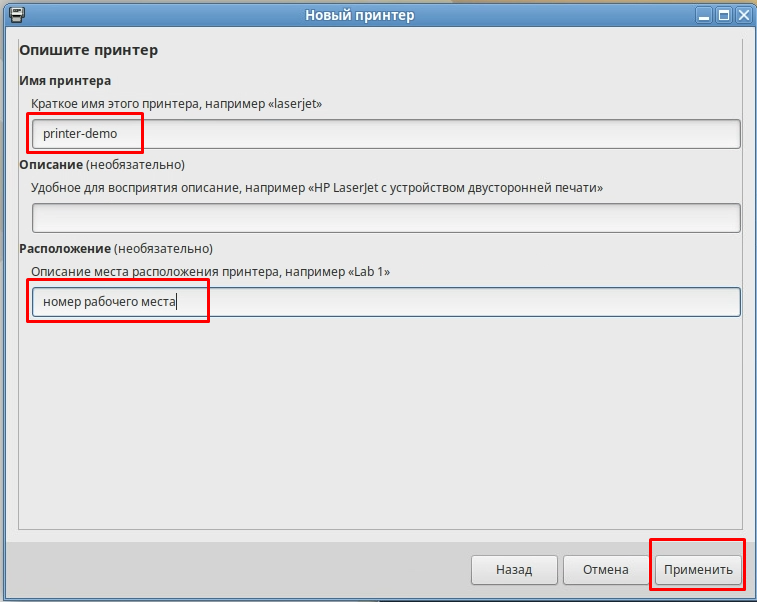 Новый принтер
Опишите принтер
Имя принтера
Краткое имя этого принтера, например «laserjet»
printer-demo
Описание (необязательно)
Удобное для восприятия описание, например «HP LaserJet с устройством двусторонней печати»
Расположение (необязательно)
Описание места расположения принтера, например «Lab 1»
номер рабочего места
Назад Отмена Применить